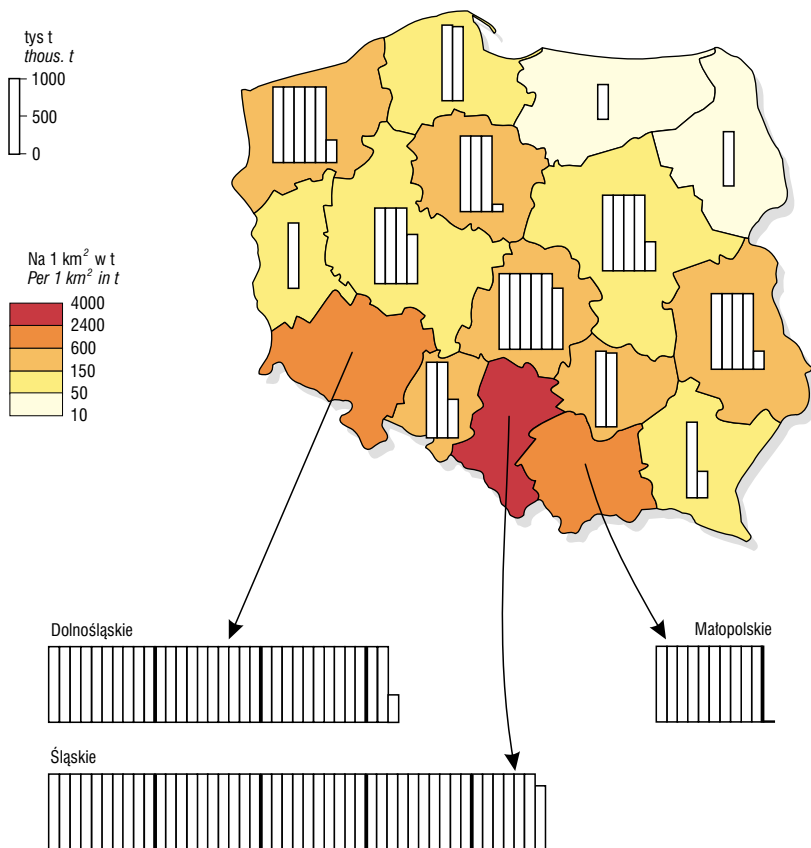 tys t
thous. t
1000
500
0
Na 1 km² w t
Per 1 km² in t
4000
2400
600
150
50
10
Dolnośląskie
Małopolskie
Śląskie